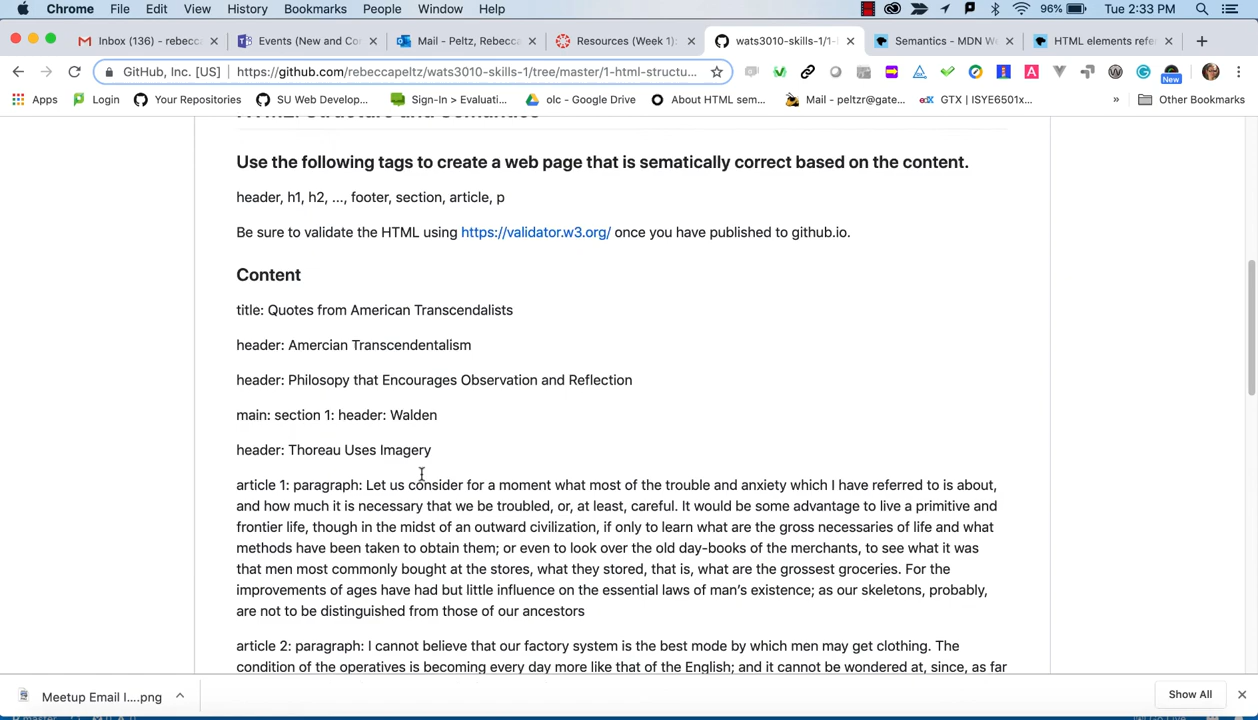 Chrome File Edit View History Bookmarks People Window Help 96% Tue 2:33 PM
Inbox (136) - rebecc Events (New and Cor Mail - Peltz, Rebecca Resources (Week 1): wats3010-skills-1/1- Semantics - MDN We HTML elements refe
GitHub, Inc. [US] https://github.com/rebeccapeltz/wats3010-skills-1/tree/master/1-html-structu... New
Apps Login Your Repositories SU Web Develop... Sign-In > Evaluati... olc - Google Drive About HTML sem... Mail - peltzr@gate... GTX | ISYE6501x... » Other Bookmarks
HTML: Structure and Semantics
Use the following tags to create a web page that is sematically correct based on the content.
header, h1, h2, ..., footer, section, article, p
Be sure to validate the HTML using https://validator.w3.org/ once you have published to github.io.
Content
title: Quotes from American Transcendalists
header: Amercian Transcendentalism
header: Philosopy that Encourages Observation and Reflection
main: section 1: header: Walden
header: Thoreau Uses Imagery
article 1: paragraph: Let us consider for a moment what most of the trouble and anxiety which I have referred to is about,
and how much it is necessary that we be troubled, or, at least, careful. It would be some advantage to live a primitive and
frontier life, though in the midst of an outward civilization, if only to learn what are the gross necessaries of life and what
methods have been taken to obtain them; or even to look over the old day-books of the merchants, to see what it was
that men most commonly bought at the stores, what they stored, that is, what are the grossest groceries. For the
improvements of ages have had but little influence on the essential laws of man's existence; as our skeletons, probably,
are not to be distinguished from those of our ancestors
article 2: paragraph: I cannot believe that our factory system is the best mode by which men may get clothing. The
condition of the operatives is becoming every day more like that of the English; and it cannot be wondered at, since, as far
Meetup Email I....png Show All